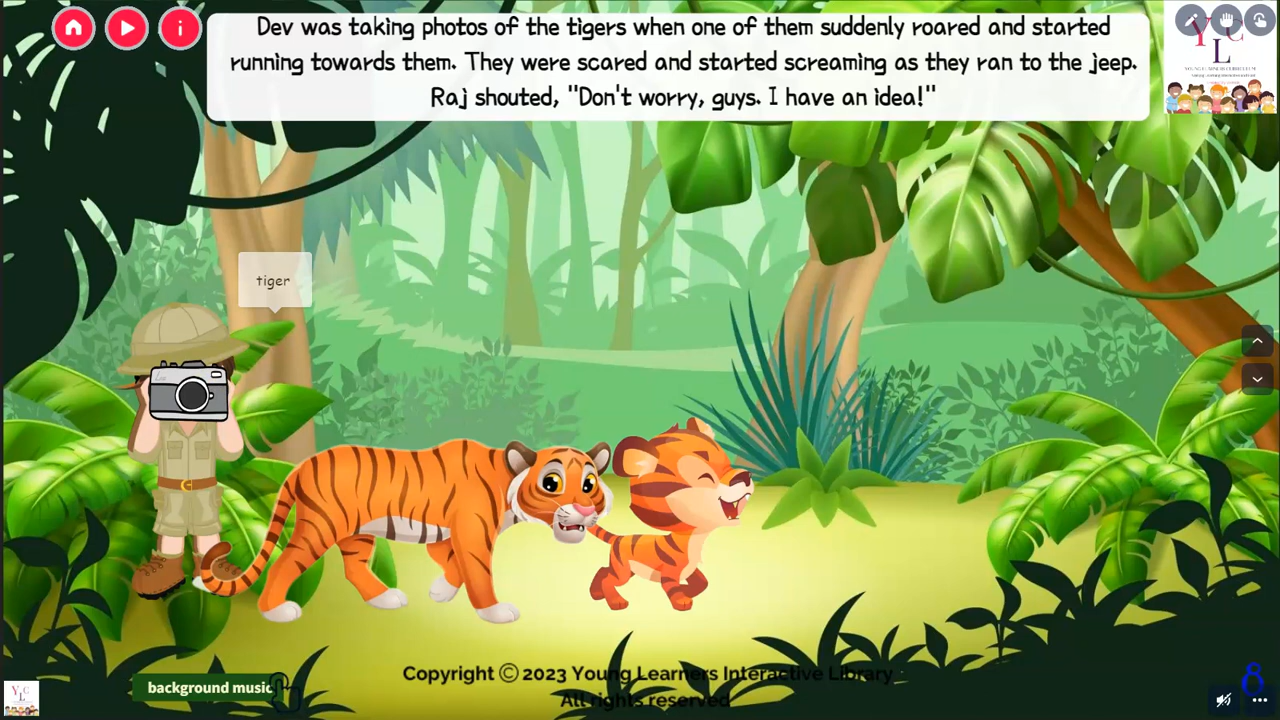 Dev was taking photos of the tigers when one of them suddenly roared and started
running towards them. They were scared and started screaming as they ran to the jeep.
Raj shouted, "Don't worry, guys. I have an idea!"
Y L C
tiger
Copyright © 2023 Young Learners Interactive Library
All rights reserved
background music
8